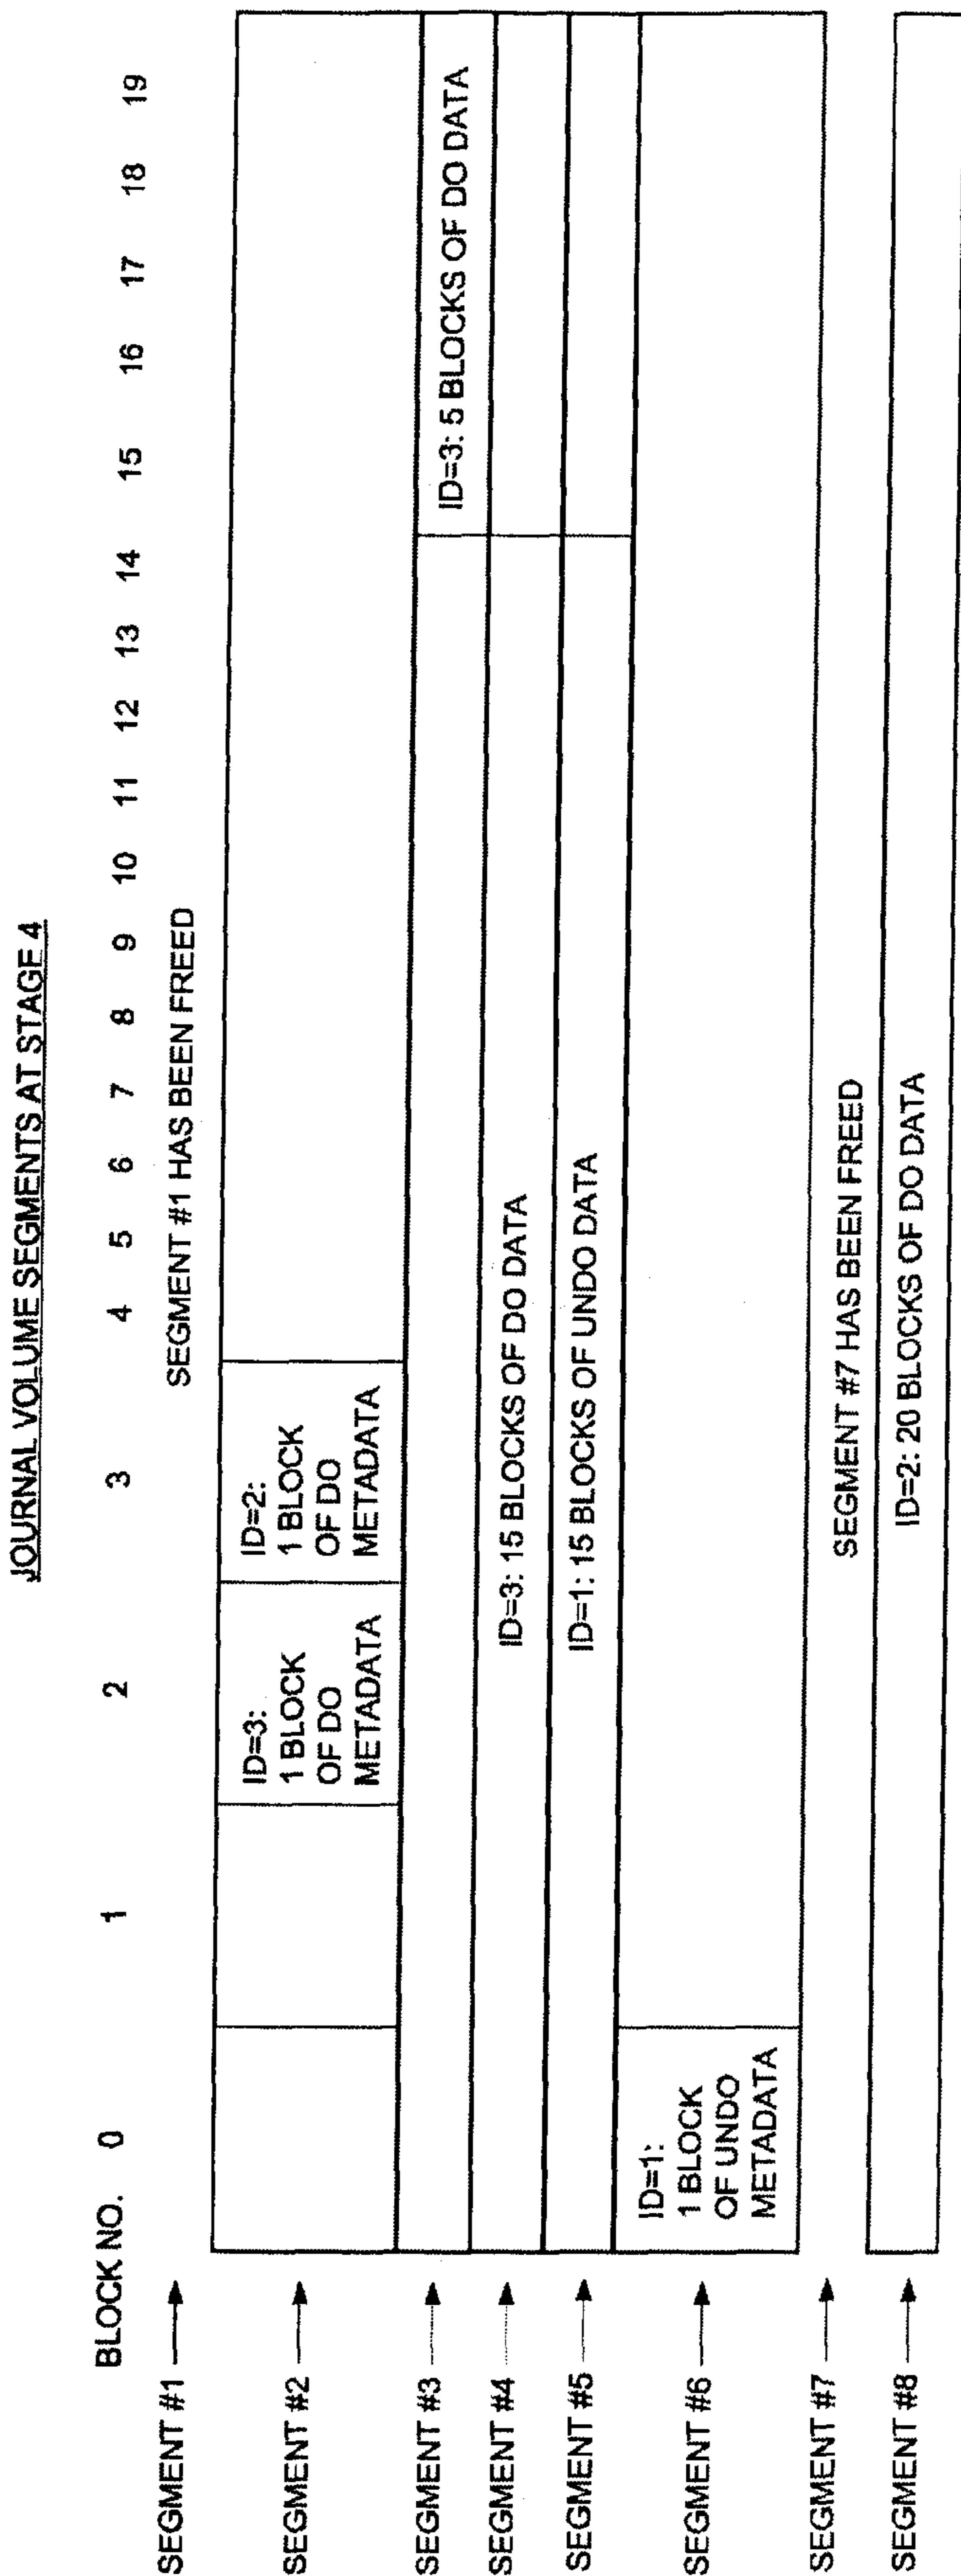 JOURNAL VOLUME SEGMENTS AT STAGE 4
BLOCK NO. 0 1 2 3 4 5 6 7 8 9 10 11 12 13 14 15 16 17 18 19
SEGMENT #1
SEGMENT #1 HAS BEEN FREED
SEGMENT #2
ID=3:
1 BLOCK
OF DO
METADATA
ID=2:
1 BLOCK
OF DO
METADATA
SEGMENT #3
ID=3: 5 BLOCKS OF DO DATA
SEGMENT #4
ID=3: 15 BLOCKS OF DO DATA
SEGMENT #5
ID=1: 15 BLOCKS OF UNDO DATA
SEGMENT #6
ID=1:
1 BLOCK
OF UNDO
METADATA
SEGMENT #7
SEGMENT #7 HAS BEEN FREED
SEGMENT #8
ID=2: 20 BLOCKS OF DO DATA